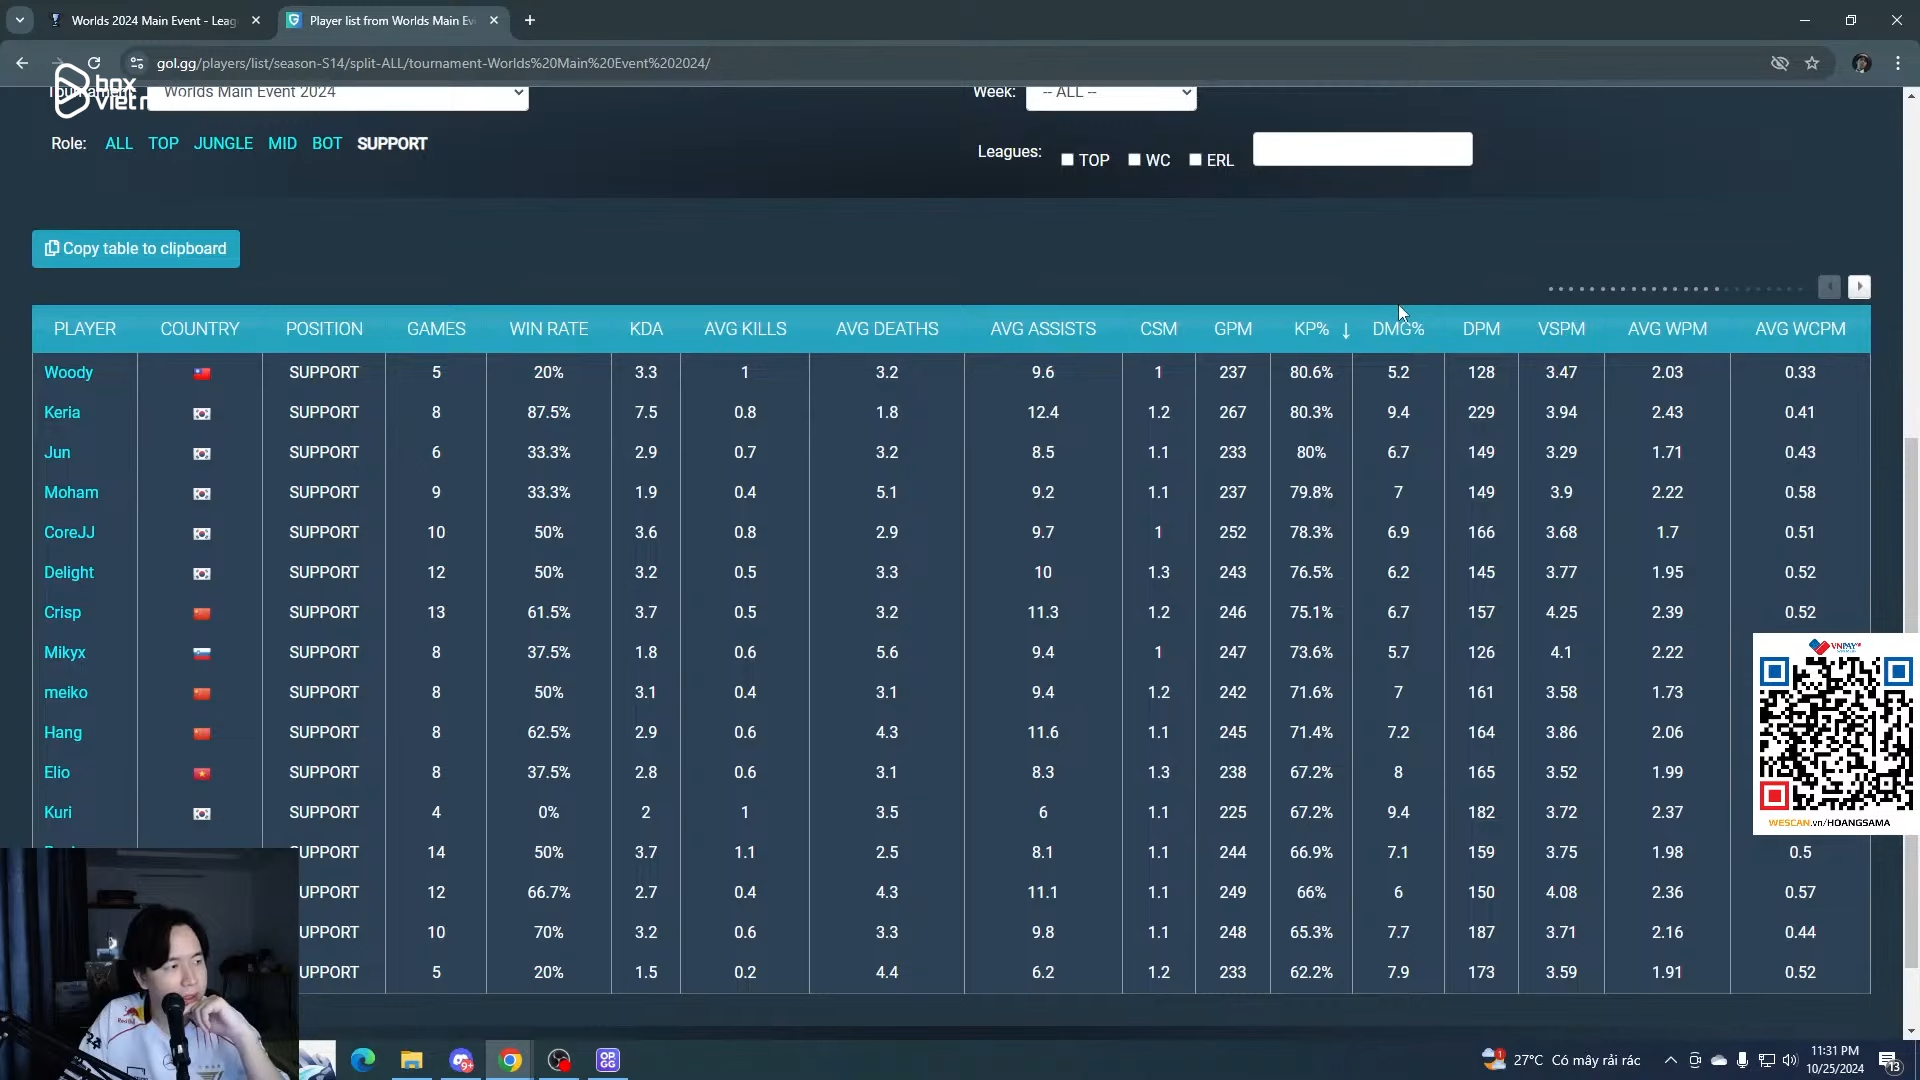 Worlds 2024 Main Event - Leag
Player list from Worlds Main Ev
gol.gg/players/list/season-S14/split-ALL/tournament-Worlds%20Main%20Event%202024/
box
việt
Worlds Main Event 2024
Week: -- ALL --
Role: ALL TOP JUNGLE MID BOT SUPPORT
Leagues: TOP WC ERL
Copy table to clipboard
PLAYER COUNTRY POSITION GAMES WIN RATE KDA AVG KILLS AVG DEATHS AVG ASSISTS CSM GPM KP% ↓ DMG% DPM VSPM AVG WPM AVG WCPM
Woody SUPPORT 5 20% 3.3 1 3.2 9.6 1 237 80.6% 5.2 128 3.47 2.03 0.33
Keria SUPPORT 8 87.5% 7.5 0.8 1.8 12.4 1.2 267 80.3% 9.4 229 3.94 2.43 0.41
Jun SUPPORT 6 33.3% 2.9 0.7 3.2 8.5 1.1 233 80% 6.7 149 3.29 1.71 0.43
Moham SUPPORT 9 33.3% 1.9 0.4 5.1 9.2 1.1 237 79.8% 7 149 3.9 2.22 0.58
CoreJJ SUPPORT 10 50% 3.6 0.8 2.9 9.7 1 252 78.3% 6.9 166 3.68 1.7 0.51
Delight SUPPORT 12 50% 3.2 0.5 3.3 10 1.3 243 76.5% 6.2 145 3.77 1.95 0.52
Crisp SUPPORT 13 61.5% 3.7 0.5 3.2 11.3 1.2 246 75.1% 6.7 157 4.25 2.39 0.52
Mikyx SUPPORT 8 37.5% 1.8 0.6 5.6 9.4 1 247 73.6% 5.7 126 4.1 2.22
meiko SUPPORT 8 50% 3.1 0.4 3.1 9.4 1.2 242 71.6% 7 161 3.58 1.73
Hang SUPPORT 8 62.5% 2.9 0.6 4.3 11.6 1.1 245 71.4% 7.2 164 3.86 2.06
Elio SUPPORT 8 37.5% 2.8 0.6 3.1 8.3 1.3 238 67.2% 8 165 3.52 1.99
Kuri SUPPORT 4 0% 2 1 3.5 6 1.1 225 67.2% 9.4 182 3.72 2.37
UPPORT 14 50% 3.7 1.1 2.5 8.1 1.1 244 66.9% 7.1 159 3.75 1.98 0.5
UPPORT 12 66.7% 2.7 0.4 4.3 11.1 1.1 249 66% 6 150 4.08 2.36 0.57
UPPORT 10 70% 3.2 0.6 3.3 9.8 1.1 248 65.3% 7.7 187 3.71 2.16 0.44
UPPORT 5 20% 1.5 0.2 4.4 6.2 1.2 233 62.2% 7.9 173 3.59 1.91 0.52
VNPAY
WESCAN.vn/HOANGSAMA
9+
OP
GG
1
27°C Có mây rải rác
11:31 PM
10/25/2024
13